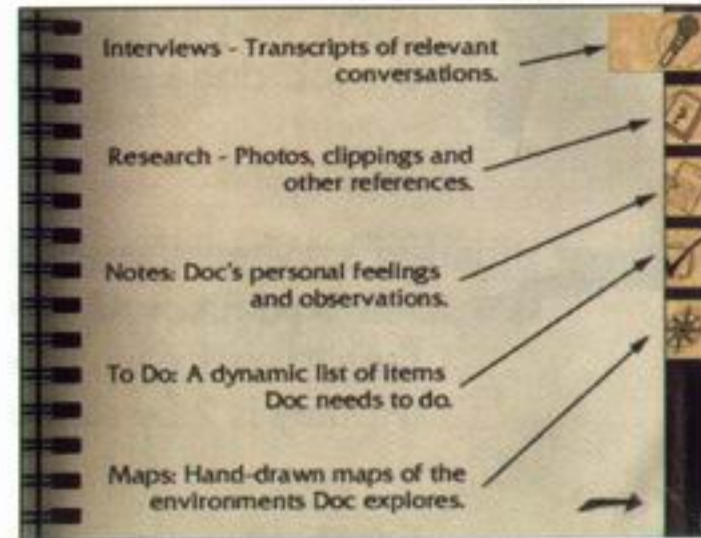 Interviews - Transcripts of relevant
conversations.
Research - Photos, clippings and
other references.
Notes: Doc's personal feelings
and observations.
To Do: A dynamic list of items
Doc needs to do.
Maps: Hand-drawn maps of the
environments Doc explores.